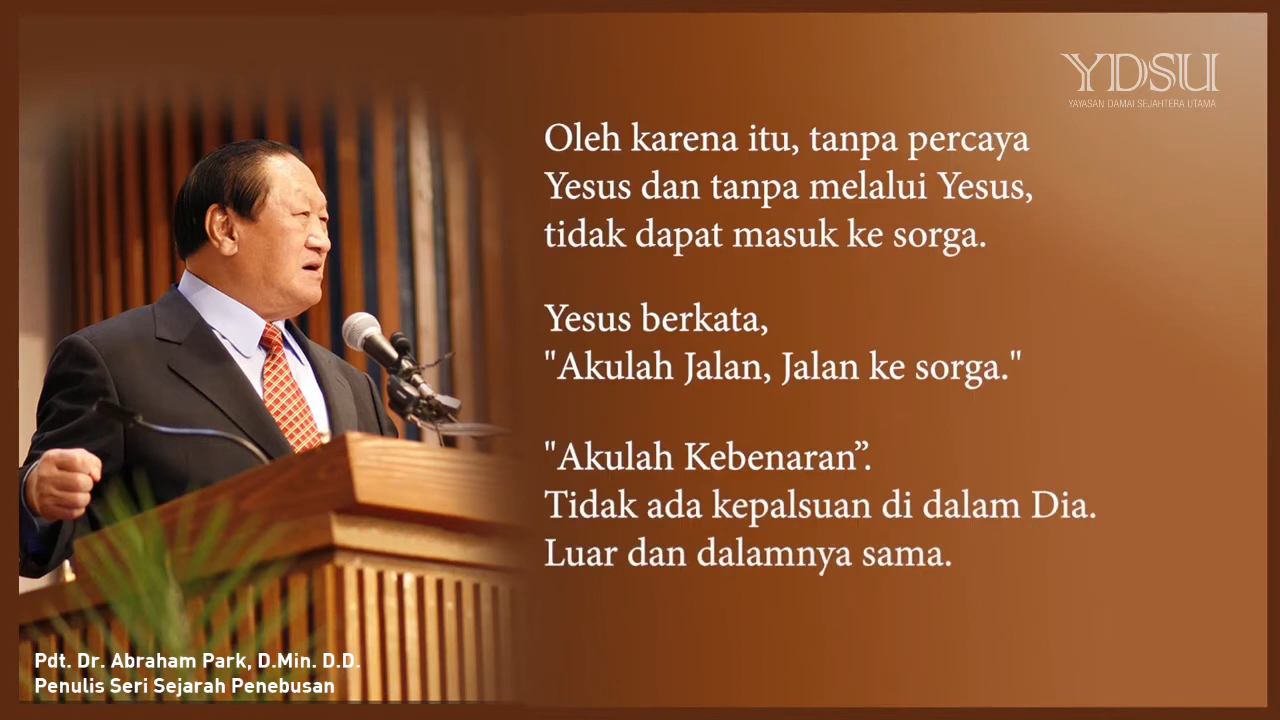 YDSU
YAYASAN DAMAI SEJAHTERA UTAMA
Oleh karena itu, tanpa percaya
Yesus dan tanpa melalui Yesus,
tidak dapat masuk ke sorga.
Yesus berkata,
"Akulah Jalan, Jalan ke sorga."
"Akulah Kebenaran”.
Tidak ada kepalsuan di dalam Dia.
Luar dan dalamnya sama.
Pdt. Dr. Abraham Park, D.Min. D.D.
Penulis Seri Sejarah Penebusan